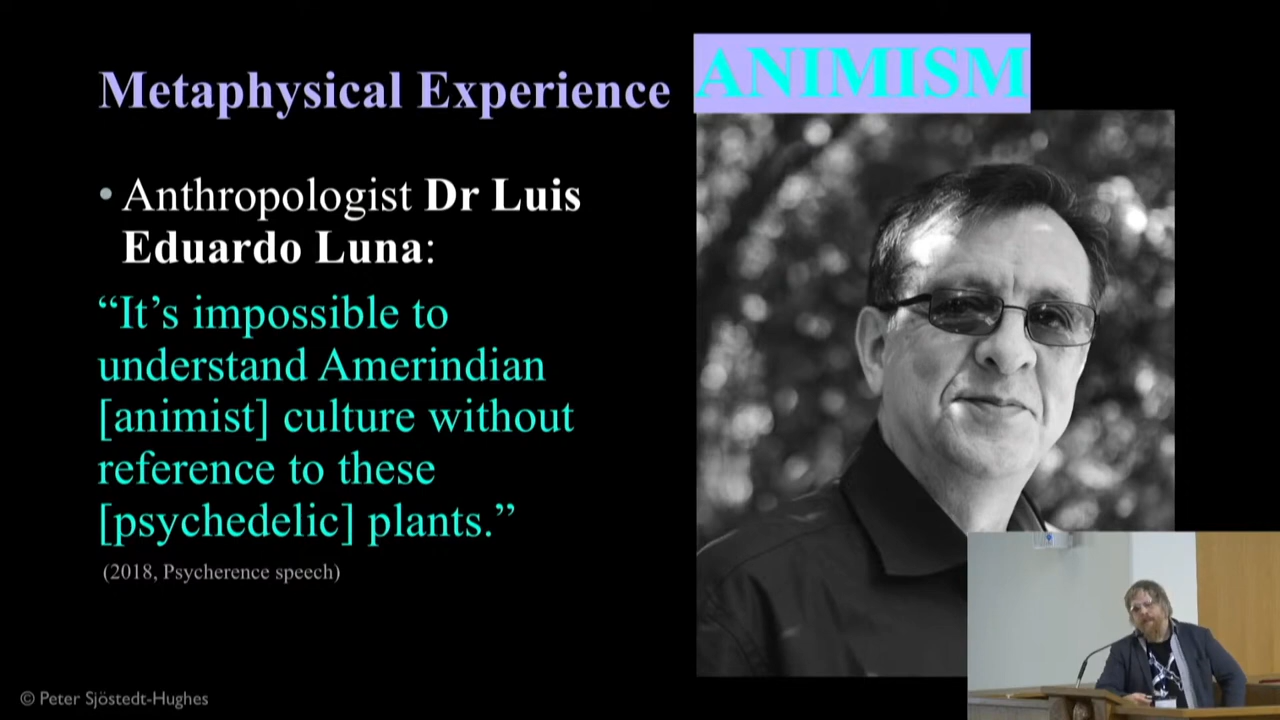 Metaphysical Experience
ANIMISM
• Anthropologist Dr Luis
Eduardo Luna:
“It’s impossible to
understand Amerindian
[animist] culture without
reference to these
[psychedelic] plants.”
(2018, Psycherence speech)
© Peter Sjöstedt-Hughes